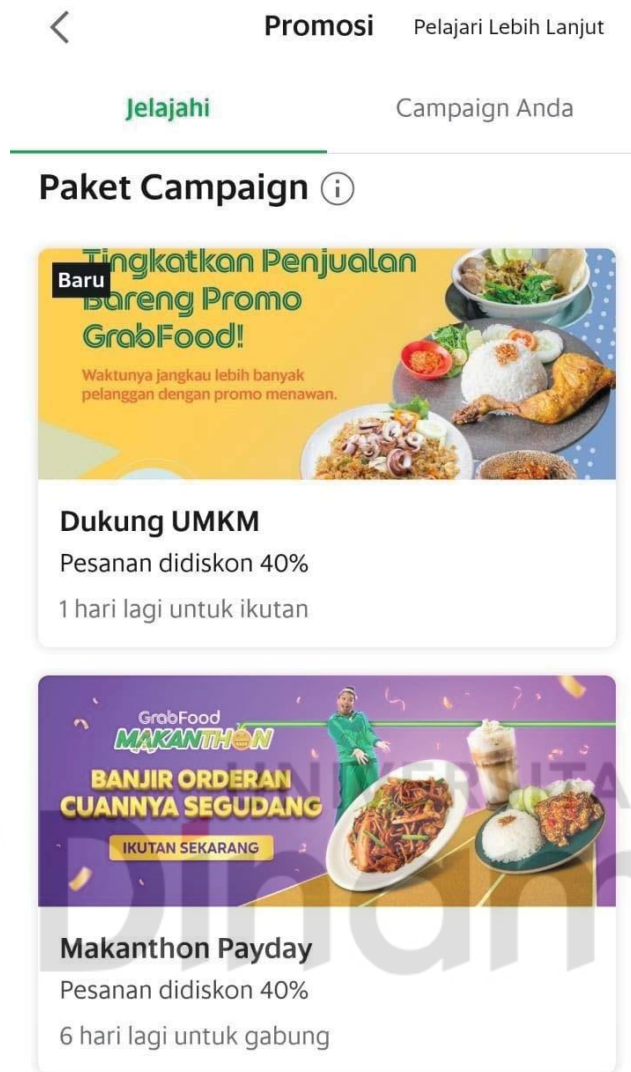 Promosi Pelajari Lebih Lanjut
Jelajahi Campaign Anda
Paket Campaign
Baru
Tingkatkan Penjualan
Bareng Promo
GrabFood!
Waktunya jangkau lebih banyak
pelanggan dengan promo menawan.
Dukung UMKM
Pesanan didiskon 40%
1 hari lagi untuk ikutan
GrabFood
MAKANTHON
BANJIR ORDERAN
CUANNYA SEGUDANG
IKUTAN SEKARANG
UNIVERSITA
Dinam
Makanthon Payday
Pesanan didiskon 40%
6 hari lagi untuk gabung